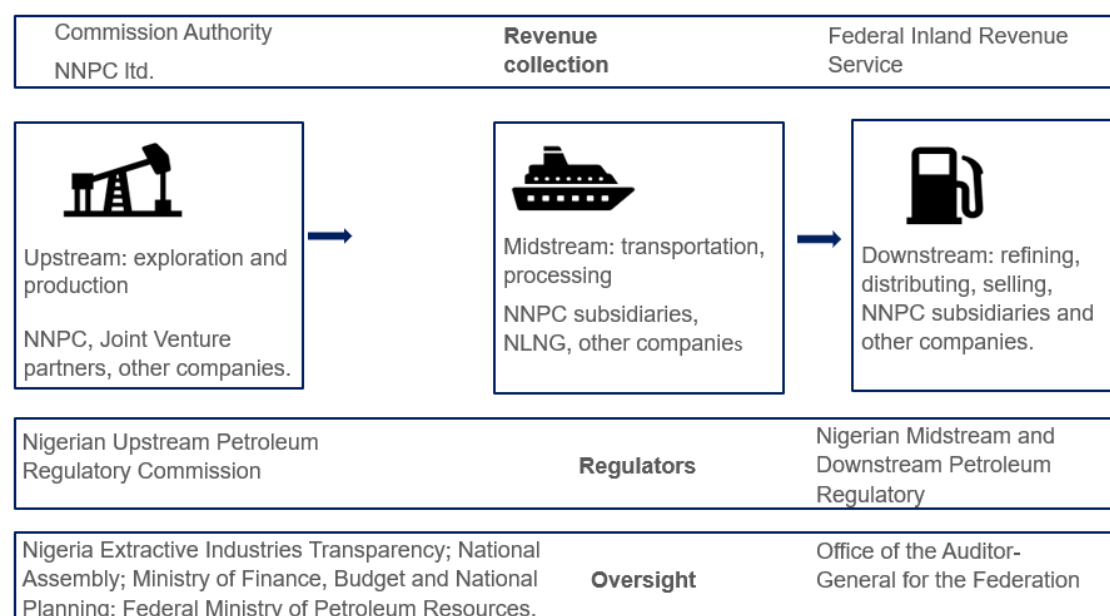 Commission Authority
NNPC ltd.
Revenue
collection
Federal Inland Revenue
Service
Upstream: exploration and
production
NNPC, Joint Venture
partners, other companies.
Midstream: transportation,
processing
NNPC subsidiaries,
NLNG, other companies
Downstream: refining,
distributing, selling,
NNPC subsidiaries and
other companies.
Nigerian Upstream Petroleum
Regulatory Commission
Regulators
Nigerian Midstream and
Downstream Petroleum
Regulatory
Nigeria Extractive Industries Transparency; National
Assembly; Ministry of Finance, Budget and National
Planning; Federal Ministry of Petroleum Resources.
Oversight
Office of the Auditor-
General for the Federation